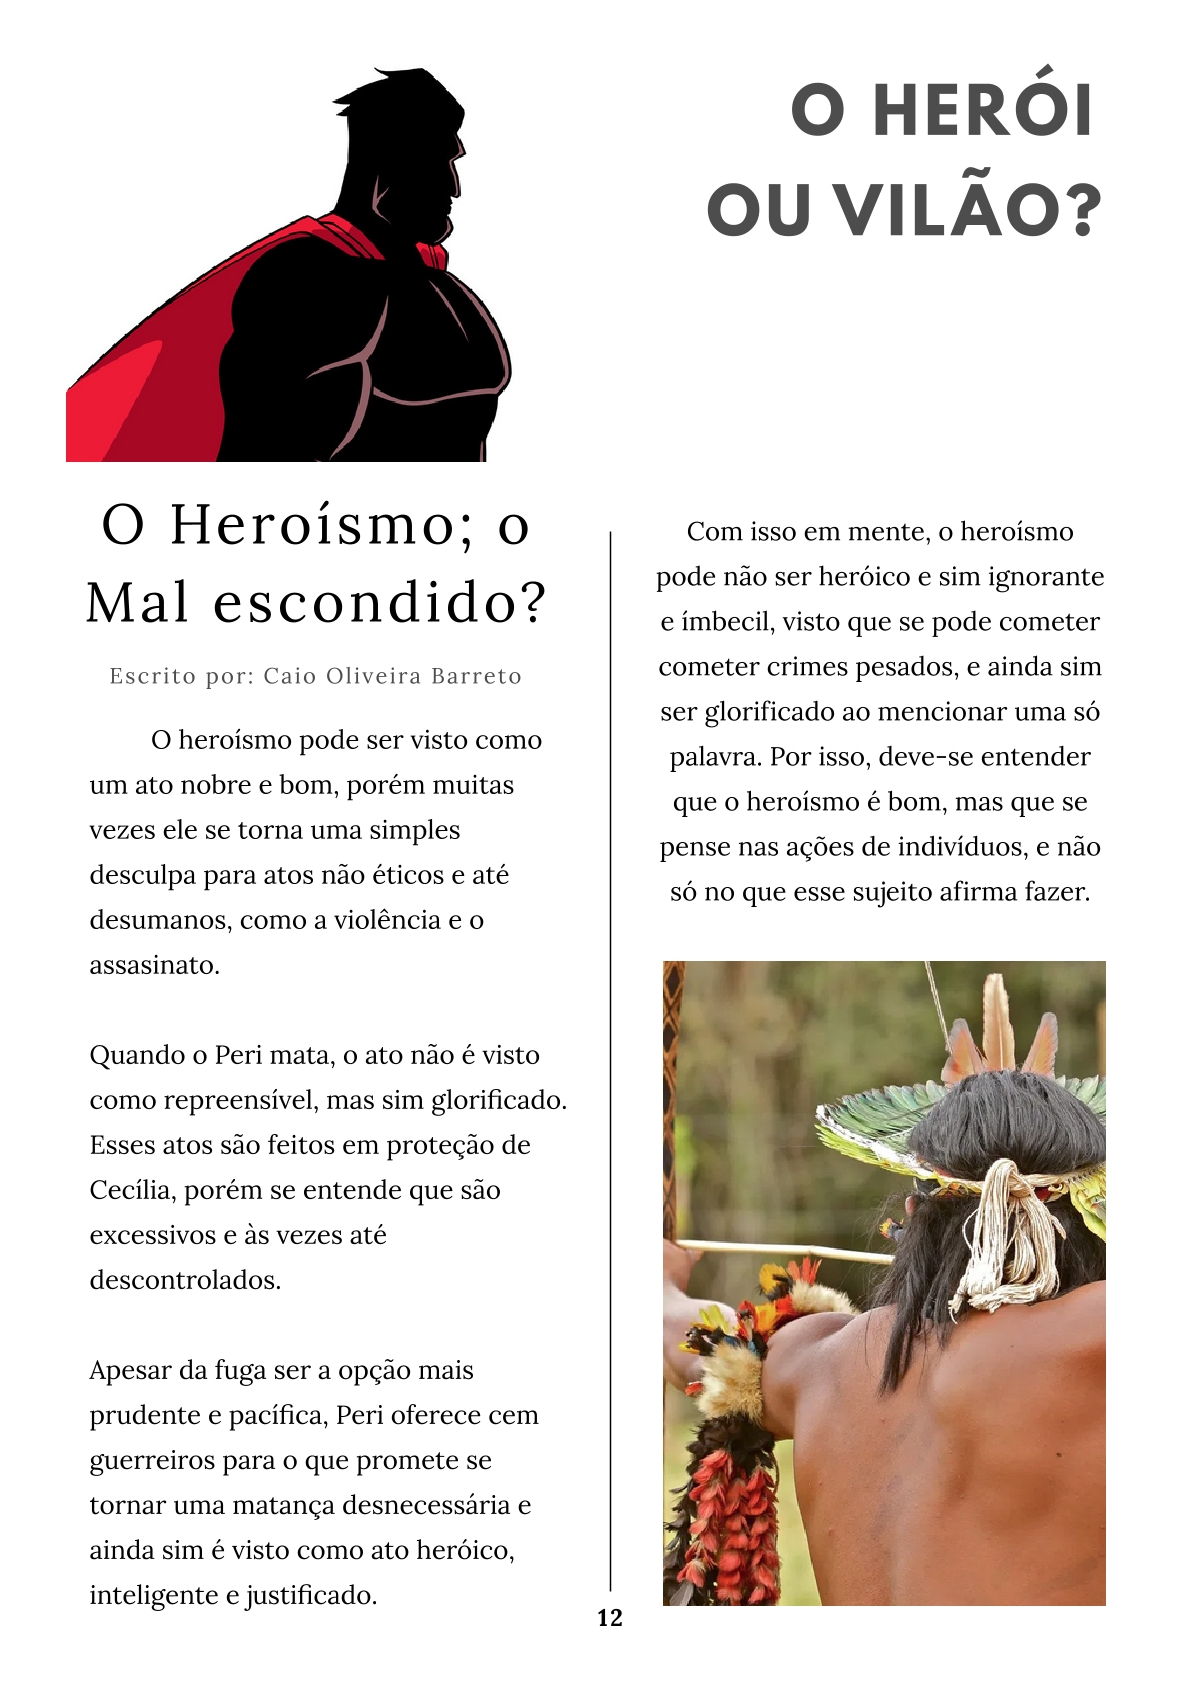 O HERÓI
OU VILÃO?
O Heroísmo; o
Mal escondido?
Escrito por: Caio Oliveira Barreto
O heroísmo pode ser visto como
um ato nobre e bom, porém muitas
vezes ele se torna uma simples
desculpa para atos não éticos e até
desumanos, como a violência e o
assasinato.
Quando o Peri mata, o ato não é visto
como repreensível, mas sim glorificado.
Esses atos são feitos em proteção de
Cecília, porém se entende que são
excessivos e às vezes até
descontrolados.
Apesar da fuga ser a opção mais
prudente e pacífica, Peri oferece cem
guerreiros para o que promete se
tornar uma matança desnecessária e
ainda sim é visto como ato heróico,
inteligente e justificado.
Com isso em mente, o heroísmo
pode não ser heróico e sim ignorante
e ímbecil, visto que se pode cometer
cometer crimes pesados, e ainda sim
ser glorificado ao mencionar uma só
palavra. Por isso, deve-se entender
que o heroísmo é bom, mas que se
pense nas ações de indivíduos, e não
só no que esse sujeito afirma fazer.
12